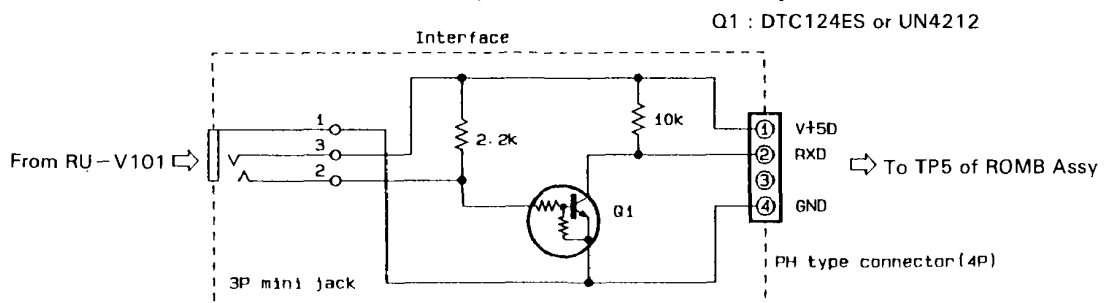 Q1 : DTC124ES or UN4212
Interface
1
3
2
2.2k
10k
Q1
From RU-V101
① V+5D
② RXD
③
④ GND
To TP5 of ROMB Assy
3P mini jack
PH type connector(4P)